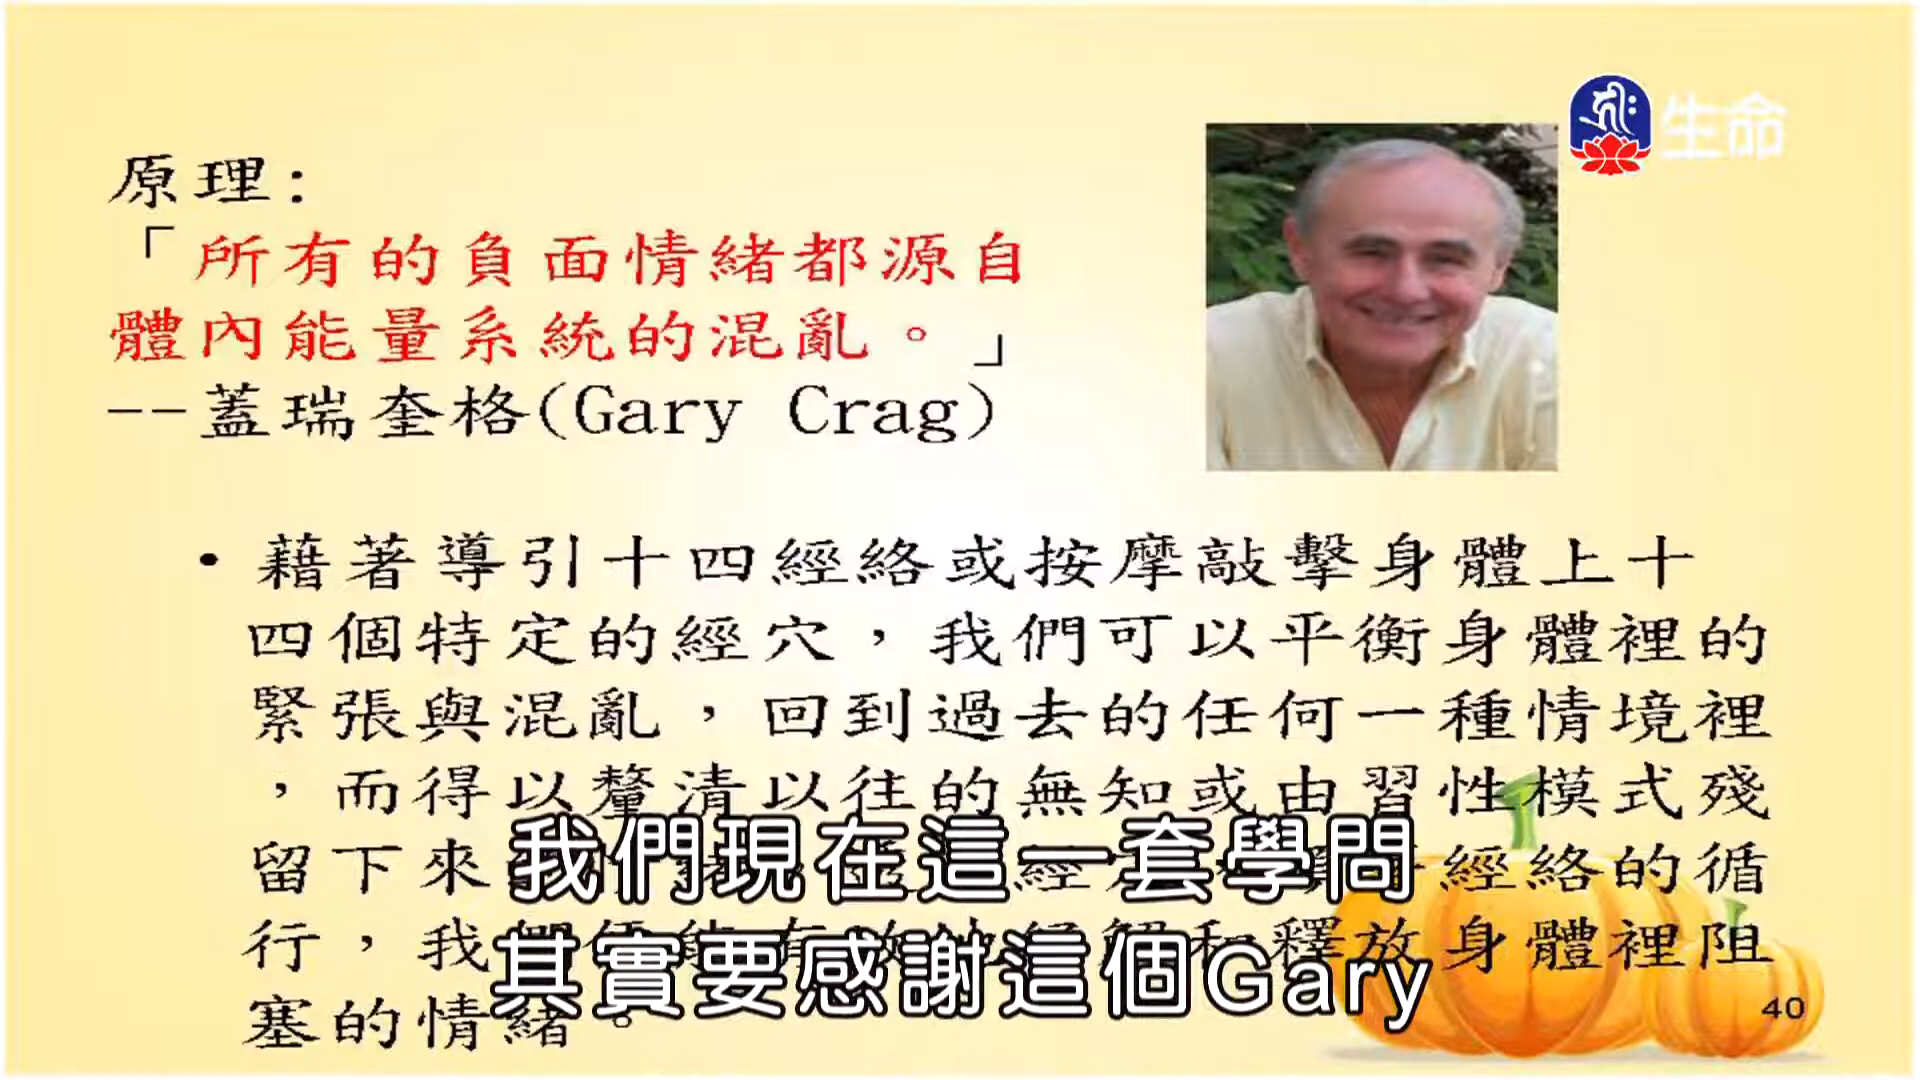 生命
原理:
「所有的負面情緒都源自
體內能量系統的混亂。」
--蓋瑞奎格(Gary Crag)
• 藉著導引十四經絡或按摩敲擊身體上十
四個特定的經穴，我們可以平衡身體裡的
緊張與混亂，回到過去的任何一種情境裡
，而得以釐清以往的無知或由習性模式殘
留下來 經絡的循
行，我 和釋放身體裡阻
塞的情緒。
我們現在這一套學問
其實要感謝這個Gary
40